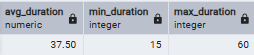 avg_duration min_duration max_duration
numeric integer integer
37.50 15 60